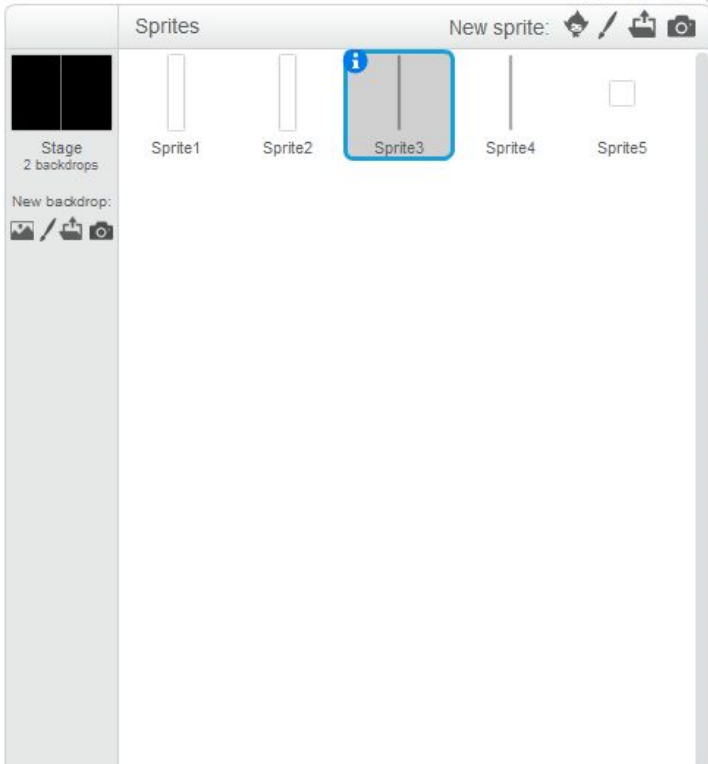 Sprites
New sprite:
Stage
2 backdrops
New backdrop:
Sprite1
Sprite2
Sprite3
Sprite4
Sprite5